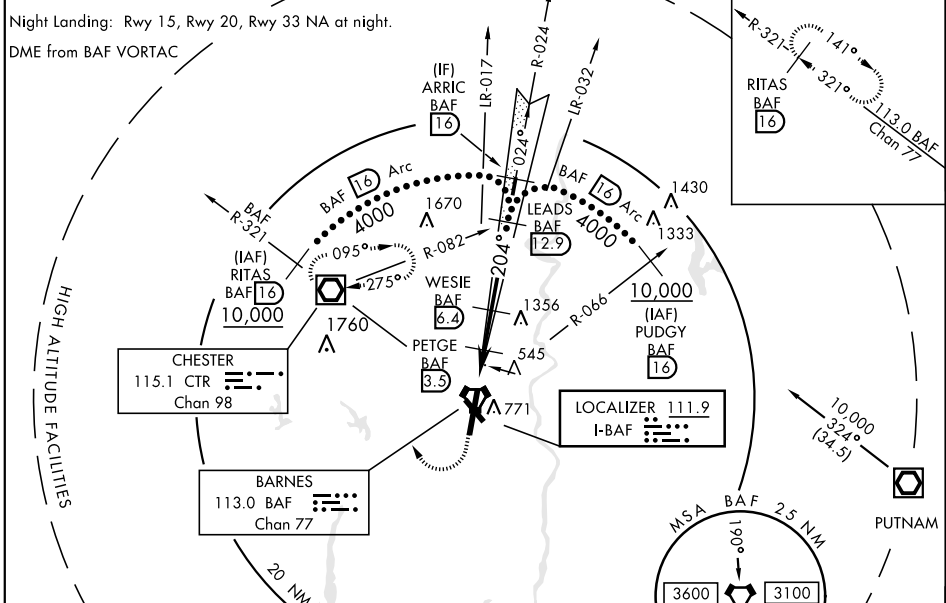 Night Landing: Rwy 15, Rwy 20, Rwy 33 NA at night.
DME from BAF VORTAC
(IF)
ARRIC
BAF
16
LR-017
R-024
LR-032
024°
BAF 16 Arc
4000
BAF 16 Arc
4000
1670
1430
1333
LEADS
BAF
12.9
BAF
R-321
095°
275°
R-082
204°
(IAF)
RITAS
BAF 16
10,000
WESIE
BAF
6.4
1356
R-066
10,000
(IAF)
PUDGY
BAF
16
1760
PETGE
BAF
3.5
545
771
CHESTER
115.1 CTR
Chan 98
LOCALIZER 111.9
I-BAF
BARNES
113.0 BAF
Chan 77
HIGH ALTITUDE FACILITIES
20 NM
R-321
141°
321°
RITAS
BAF
16
113.0 BAF
Chan 77
10,000
324°
(34.5)
PUTNAM
MSA BAF 25 NM
190°
3600
3100